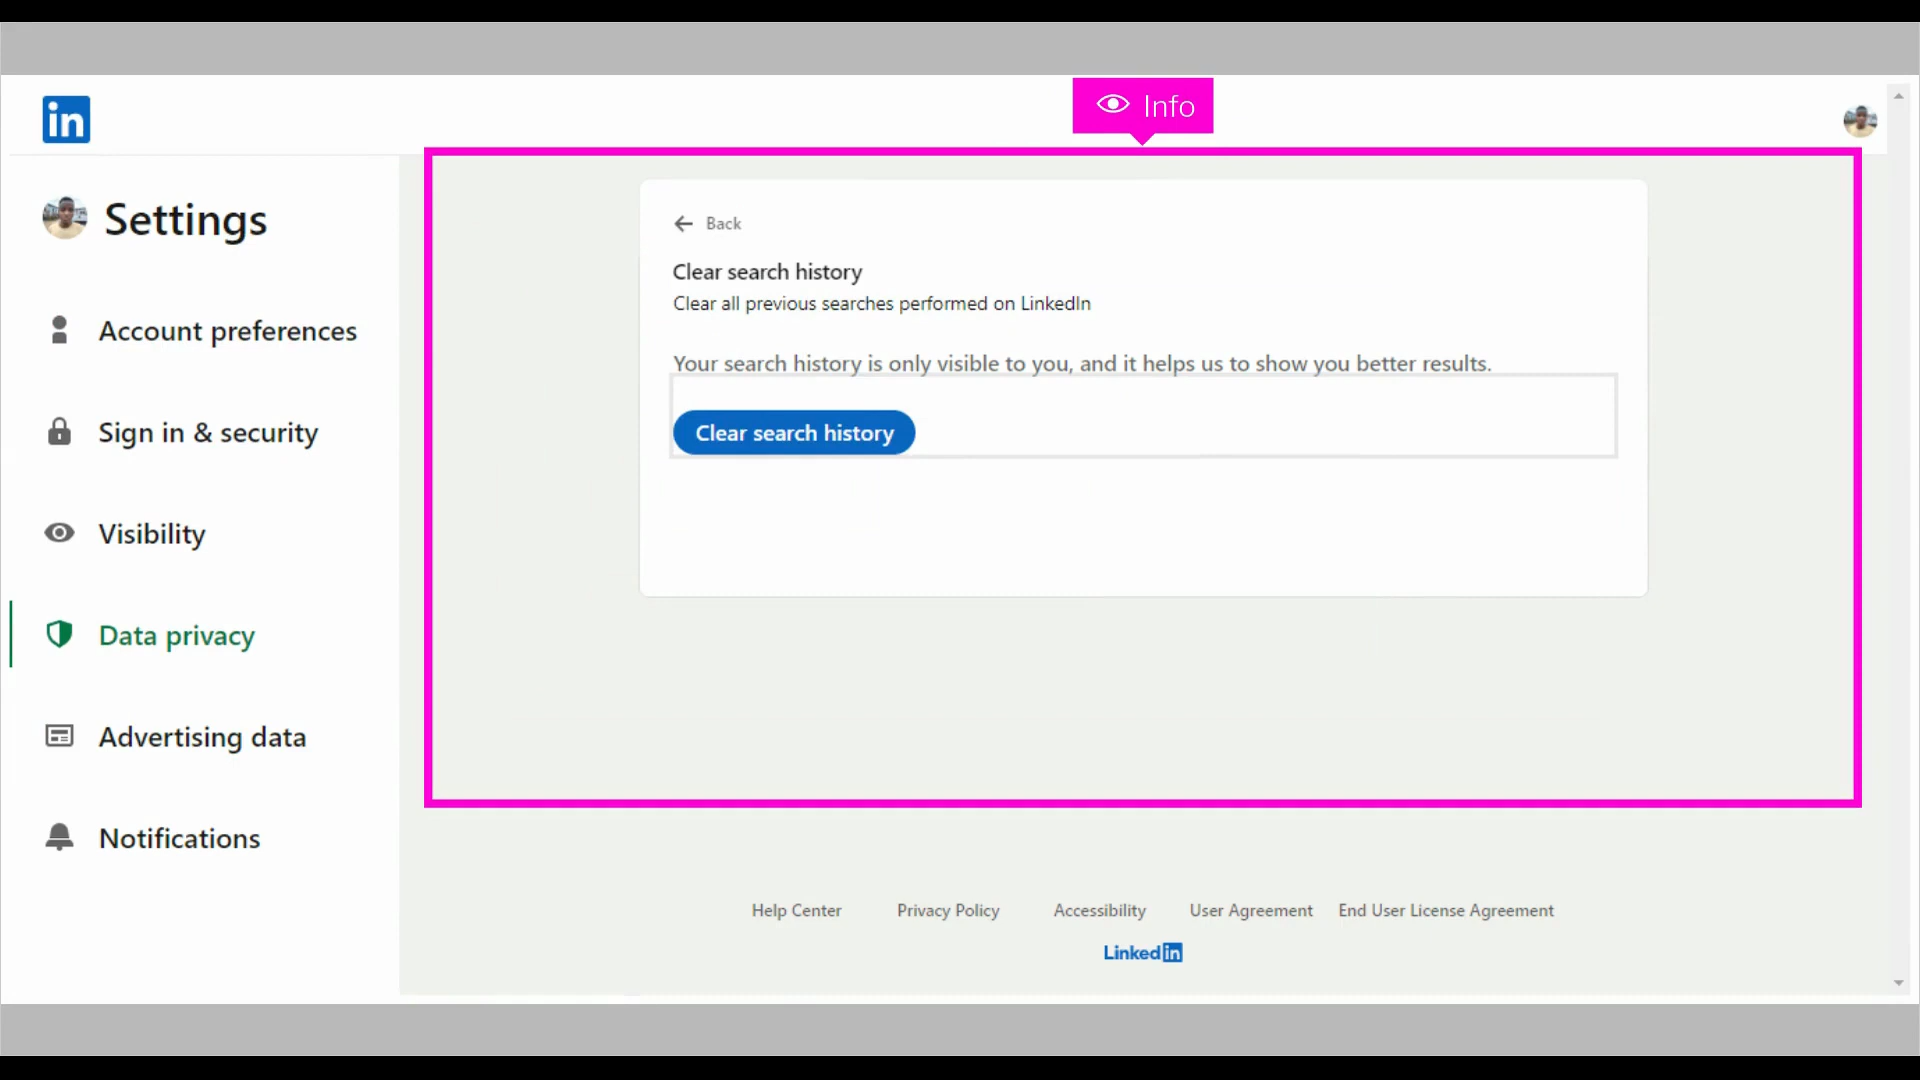 Info
in
Settings
Account preferences
Sign in & security
Visibility
Data privacy
Advertising data
Notifications
Back
Clear search history
Clear all previous searches performed on LinkedIn
Your search history is only visible to you, and it helps us to show you better results.
Clear search history
Help Center Privacy Policy Accessibility User Agreement End User License Agreement
Linkedin